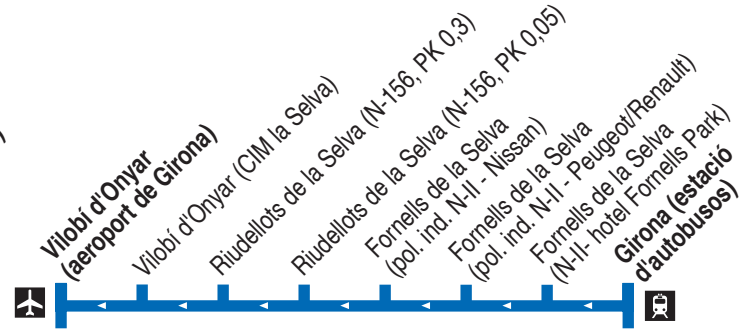 )
Vilobí d'Onyar
(aeroport de Girona)
Vilobí d'Onyar (CIM la Selva)
Riudellots de la Selva (N-156, PK 0,3)
Riudellots de la Selva (N-156, PK 0,05)
Fornells de la Selva
(pol. ind. N-II - Nissan)
Fornells de la Selva
(pol. ind. N-II - Peugeot/Renault)
Fornells de la Selva
(N-II- hotel Fornells Park)
Girona (estació
d'autobusos)